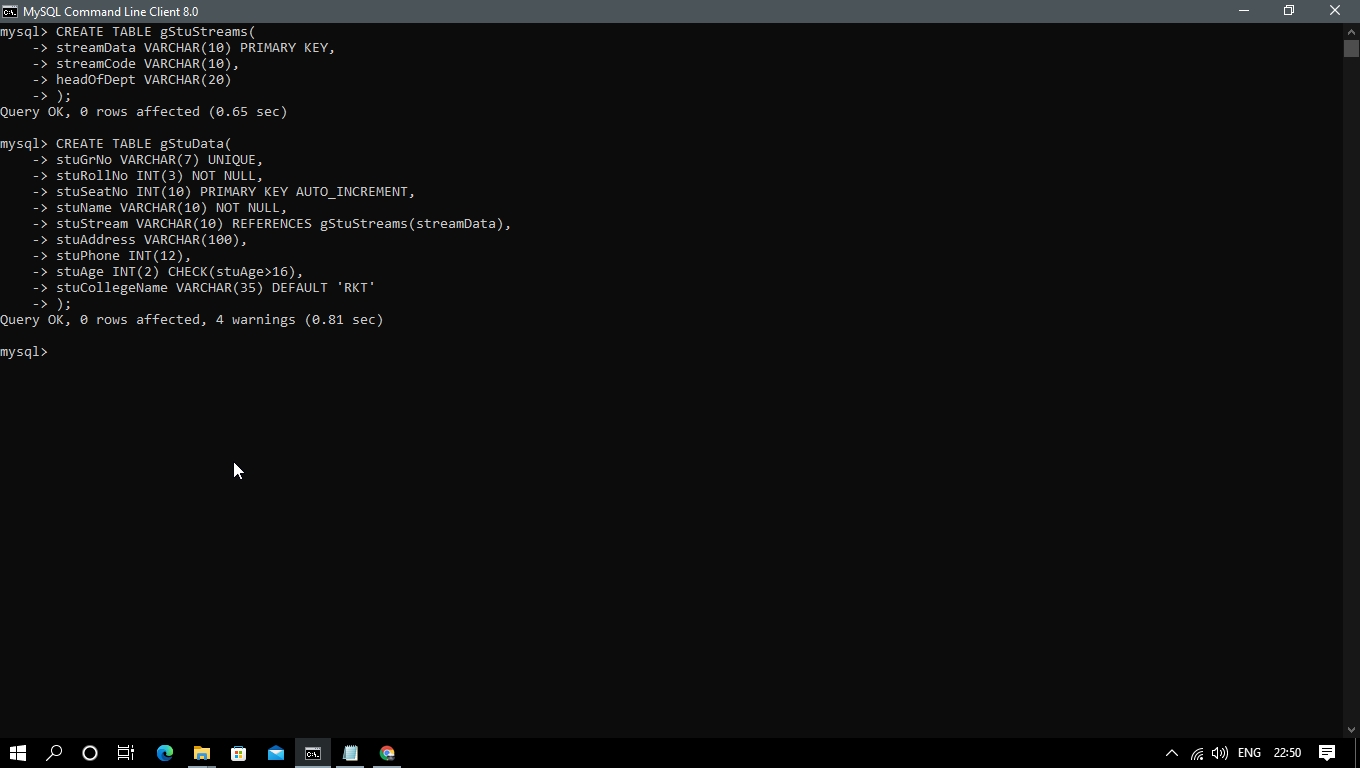 MySQL Command Line Client 8.0
mysql> CREATE TABLE gStuStreams(
    -> streamData VARCHAR(10) PRIMARY KEY,
    -> streamCode VARCHAR(10),
    -> headOfDept VARCHAR(20)
    -> );
Query OK, 0 rows affected (0.65 sec)
mysql> CREATE TABLE gStuData(
    -> stuGrNo VARCHAR(7) UNIQUE,
    -> stuRollNo INT(3) NOT NULL,
    -> stuSeatNo INT(10) PRIMARY KEY AUTO_INCREMENT,
    -> stuName VARCHAR(10) NOT NULL,
    -> stuStream VARCHAR(10) REFERENCES gStuStreams(streamData),
    -> stuAddress VARCHAR(100),
    -> stuPhone INT(12),
    -> stuAge INT(2) CHECK(stuAge>16),
    -> stuCollegeName VARCHAR(35) DEFAULT 'RKT'
    -> );
Query OK, 0 rows affected, 4 warnings (0.81 sec)
mysql>
ENG 22:50